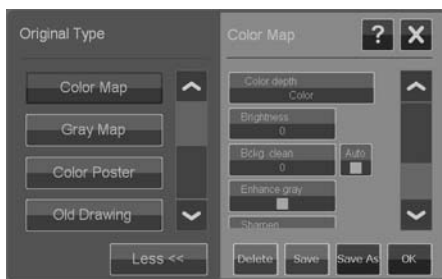 Original Type
Color Map
Gray Map
Color Poster
Old Drawing
Less <<
Color Map
?
X
Color depth
Color
Brightness
0
Bckg. clean
0
Auto
Enhance gray
Sharpen
Delete
Save
Save As
OK